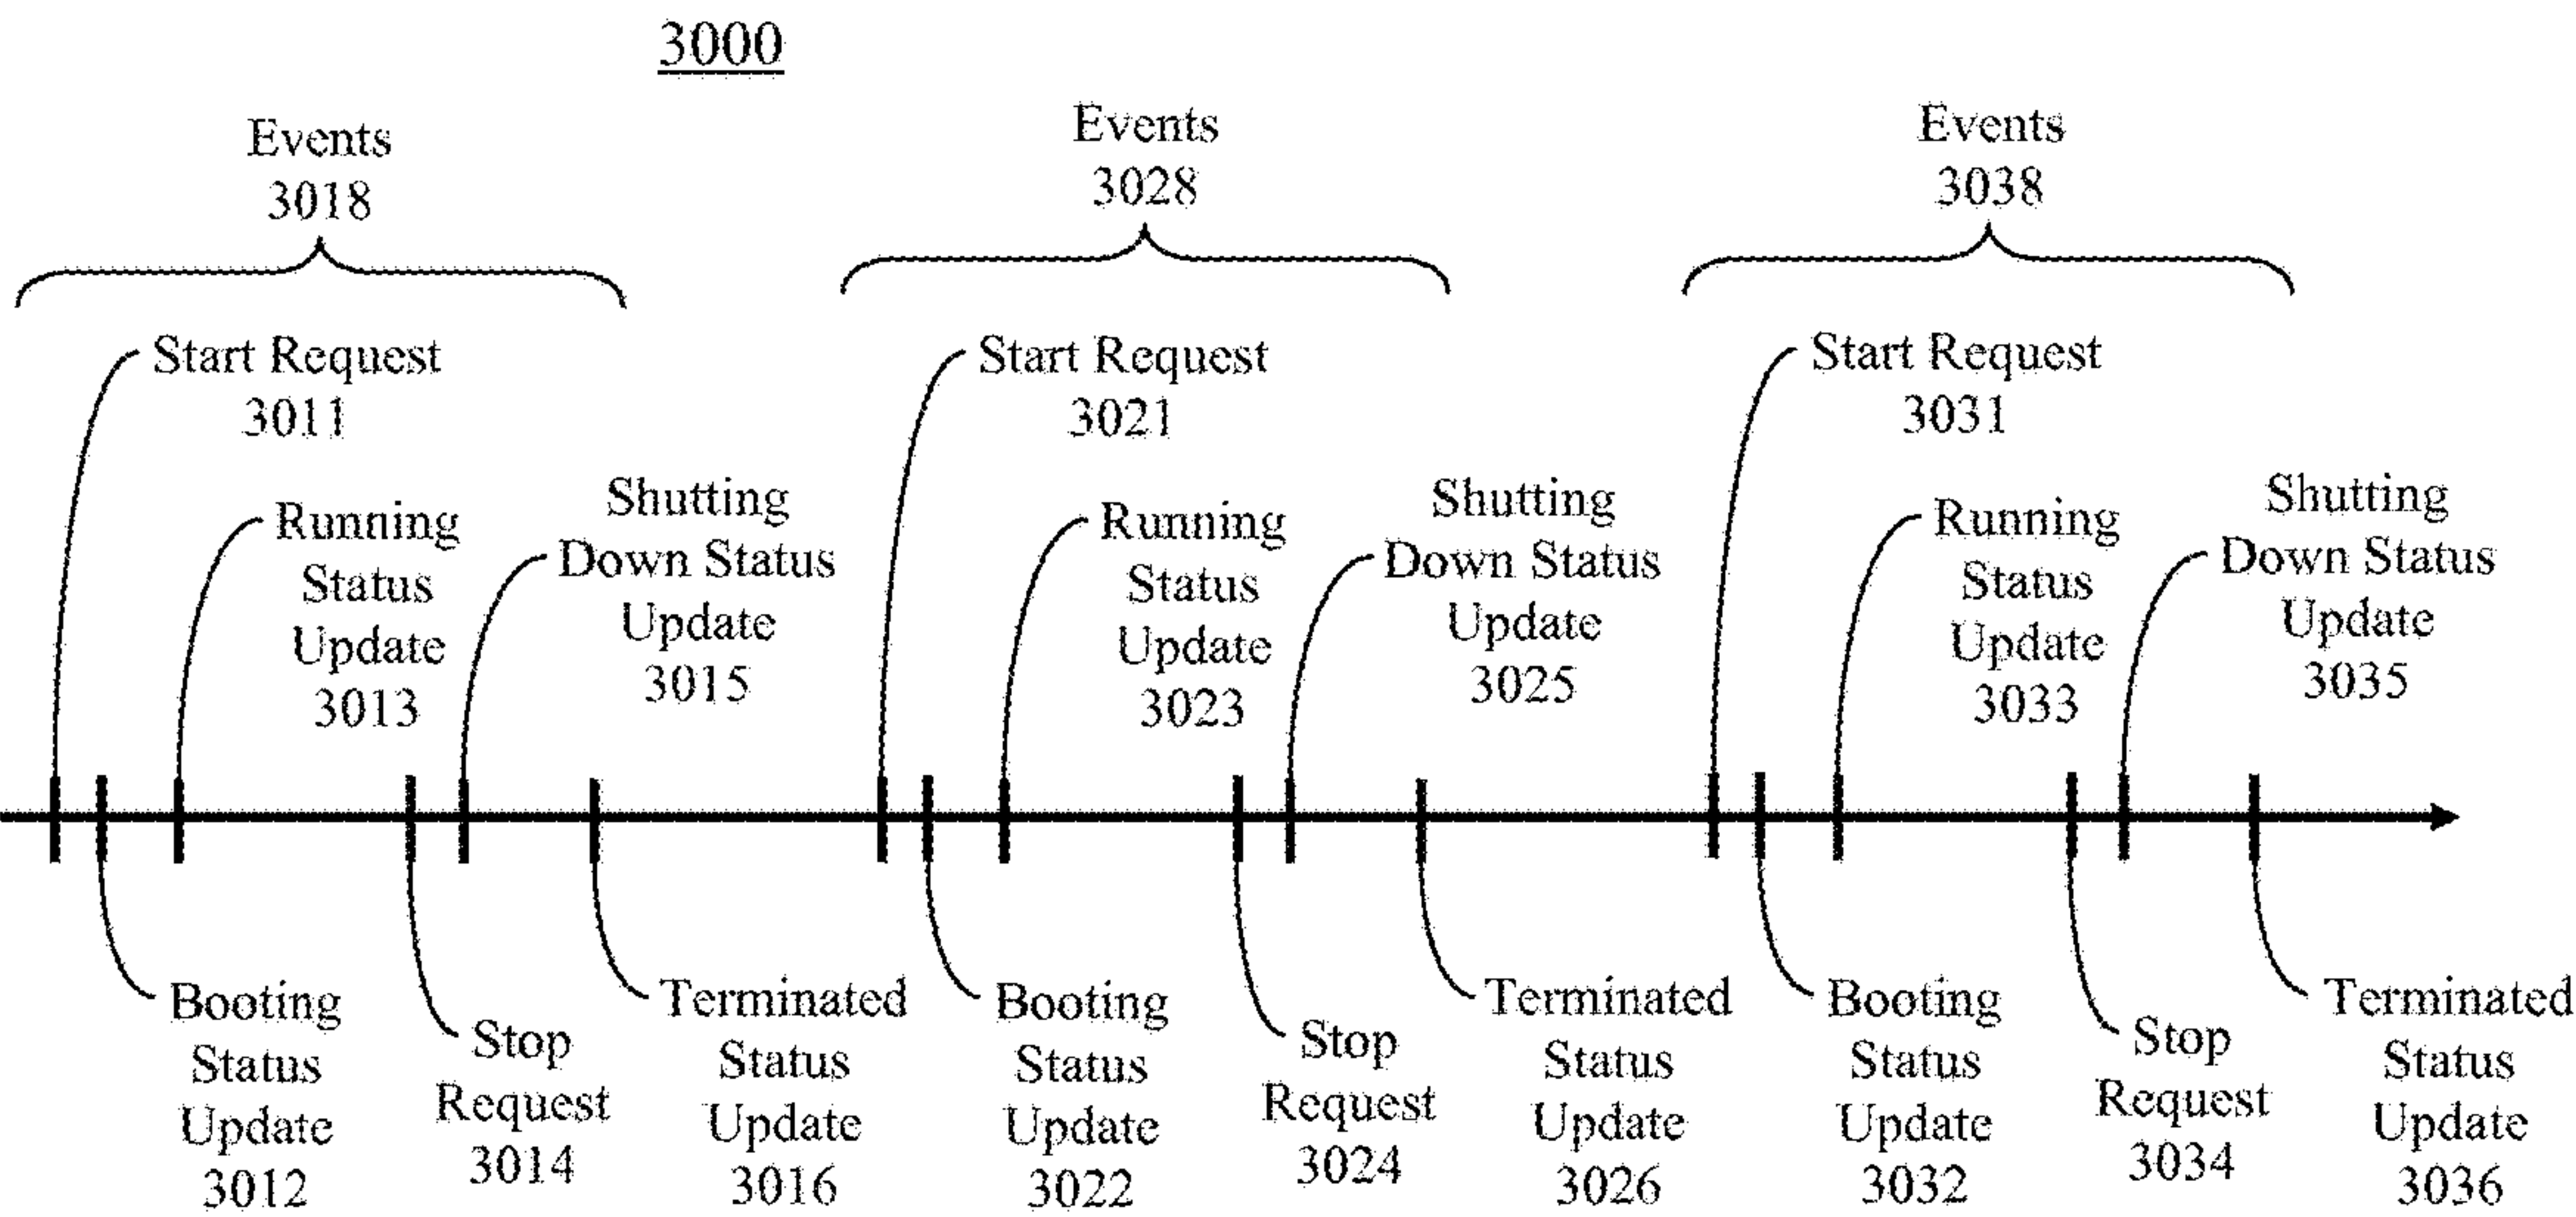 3000
Events
3018
Events
3028
Events
3038
Start Request
3011
Start Request
3021
Start Request
3031
Running
Status
Update
3013
Shutting
Down Status
Update
3015
Running
Status
Update
3023
Shutting
Down Status
Update
3025
Running
Status
Update
3033
Shutting
Down Status
Update
3035
Booting
Status
Update
3012
Stop
Request
3014
Terminated
Status
Update
3016
Booting
Status
Update
3022
Stop
Request
3024
Terminated
Status
Update
3026
Booting
Status
Update
3032
Stop
Request
3034
Terminated
Status
Update
3036